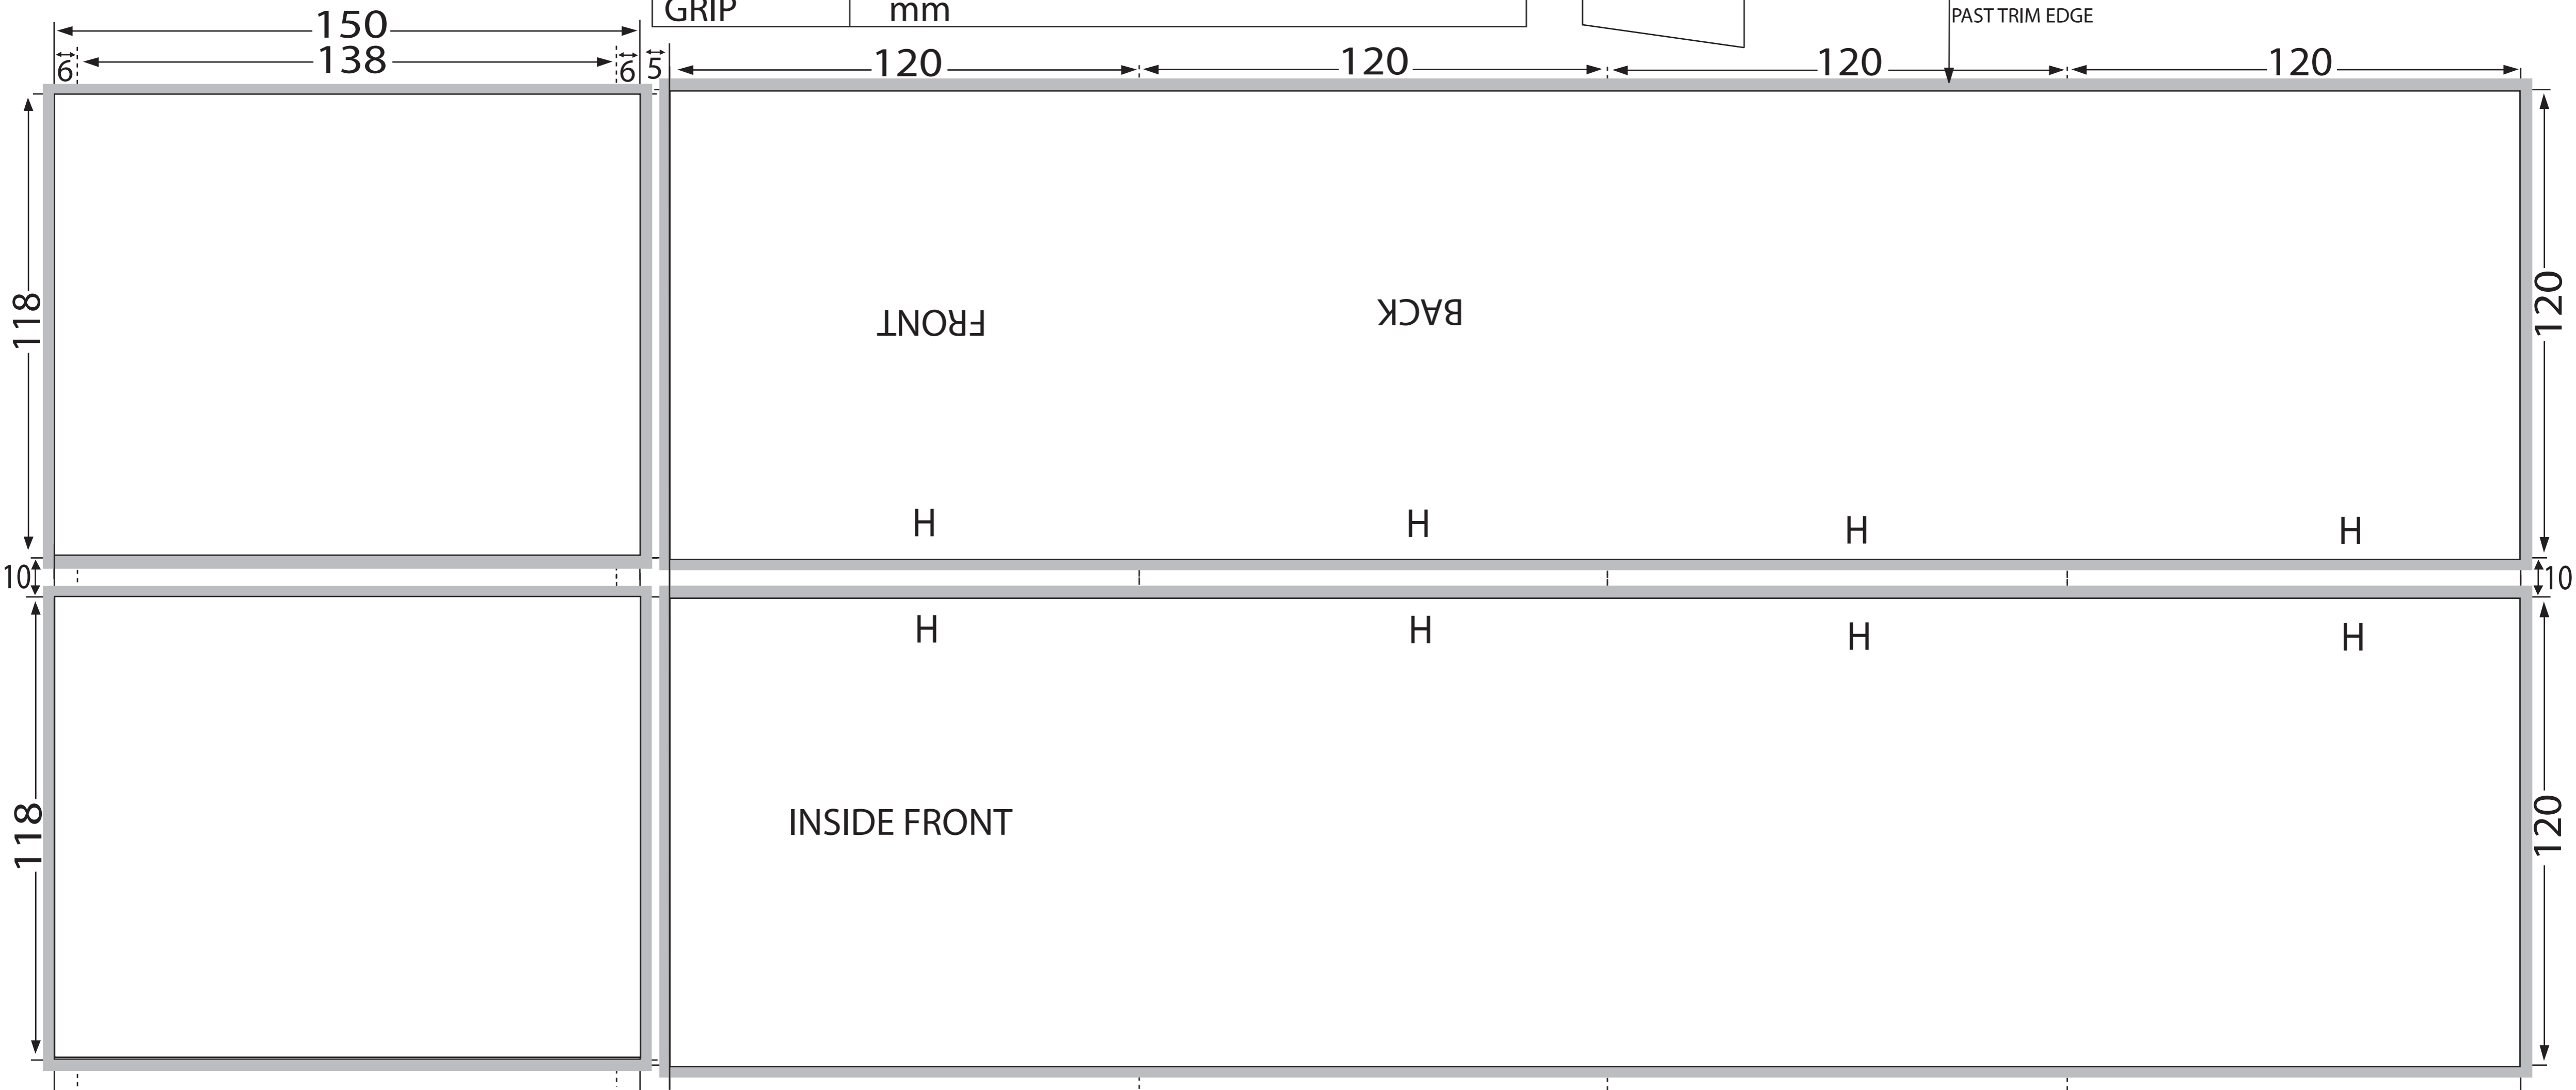 GRIP mm
PAST TRIM EDGE
150
138
6 6 5
120 120 120 120
118
120
FRONT
BACK
H H H H
10 10
H H H H
118
120
INSIDE FRONT